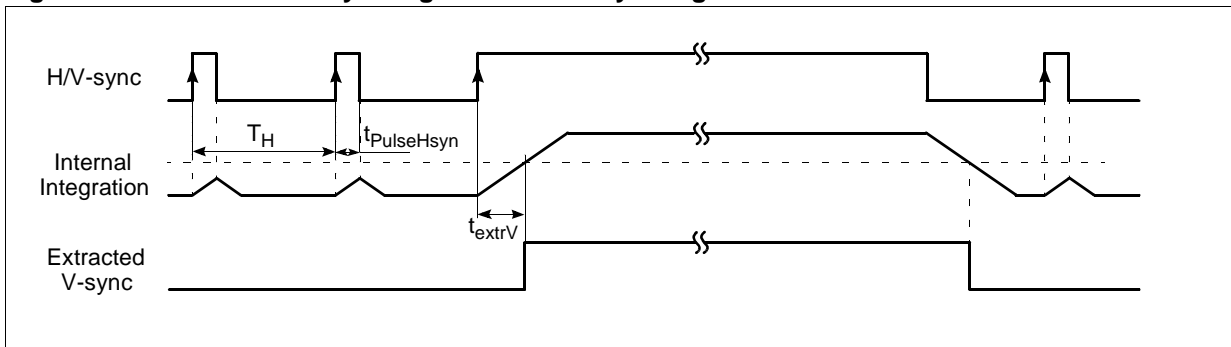 H/V-sync
T_H
t_PulseHsyn
Internal
Integration
t_extrV
Extracted
V-sync